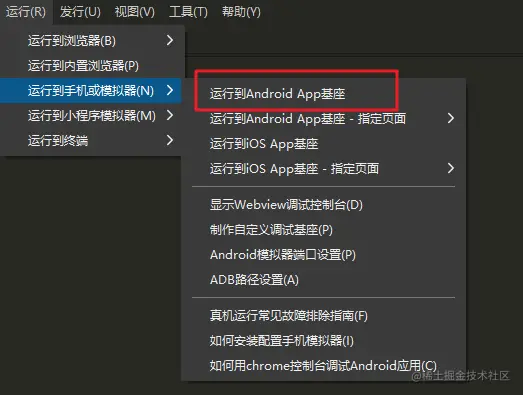 运行(R) 发行(U) 视图(V) 工具(T) 帮助(Y)
运行到浏览器(B)
运行到内置浏览器(P)
运行到手机或模拟器(N)
运行到小程序模拟器(M)
运行到终端
运行到Android App基座
运行到Android App基座 - 指定页面
运行到iOS App基座
运行到iOS App基座 - 指定页面
显示Webview调试控制台(D)
制作自定义调试基座(P)
Android模拟器端口设置(P)
ADB路径设置(A)
真机运行常见故障排除指南(F)
如何安装配置手机模拟器(I)
如何用chrome控制台调试Android应用(C)
@稀土掘金技术社区